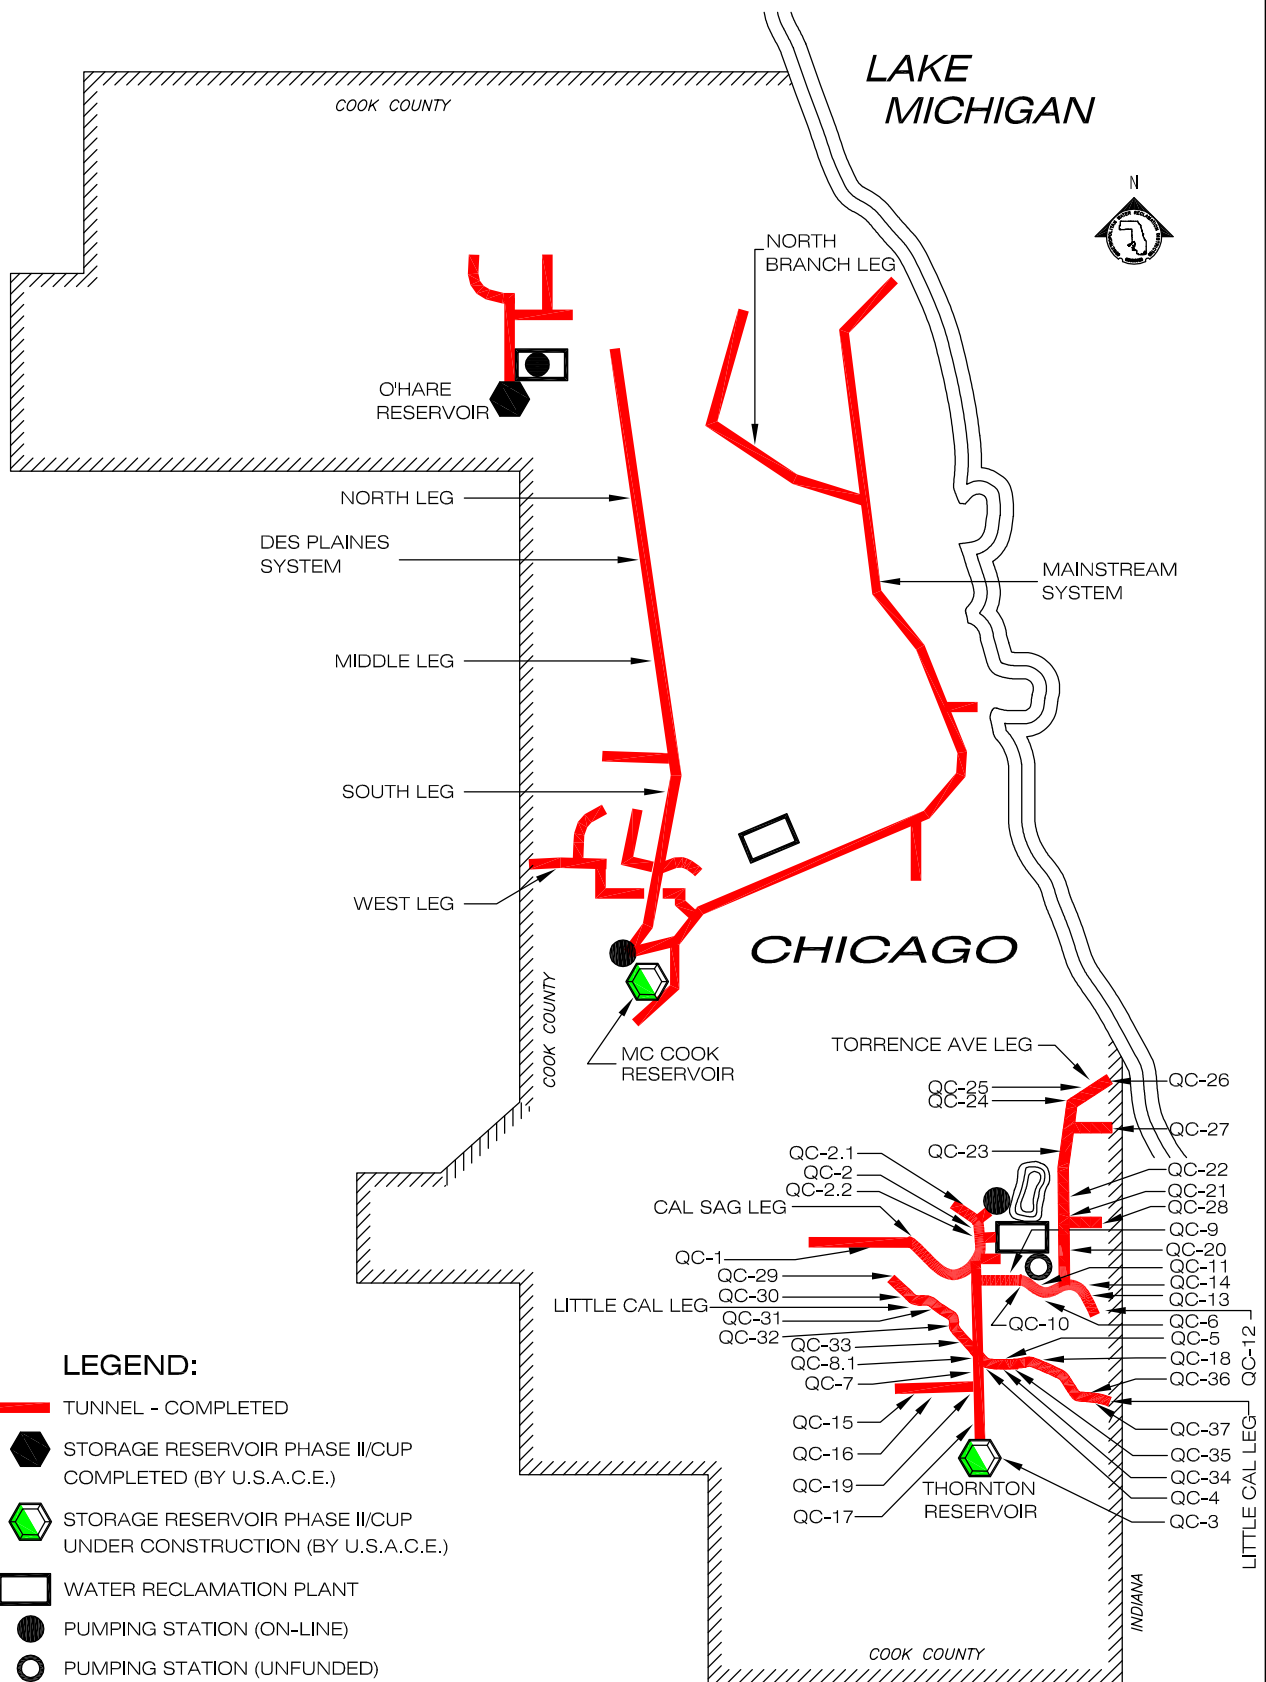 LAKE
MICHIGAN
COOK COUNTY
N
NORTH
BRANCH LEG
O'HARE
RESERVOIR
NORTH LEG
DES PLAINES
SYSTEM
MAINSTREAM
SYSTEM
MIDDLE LEG
SOUTH LEG
WEST LEG
CHICAGO
COOK COUNTY
MC COOK
RESERVOIR
TORRENCE AVE LEG
QC-25
QC-24
QC-26
QC-27
QC-23
QC-2.1
QC-2
QC-2.2
QC-22
QC-21
QC-28
CAL SAG LEG
QC-9
QC-1
QC-20
QC-29
QC-11
QC-14
QC-30
QC-13
LITTLE CAL LEG
QC-31
QC-10
QC-6
QC-32
QC-5
QC-33
QC-8.1
QC-18
QC-7
QC-36
QC-12
QC-15
QC-37
QC-16
QC-35
QC-19
QC-34
QC-17
QC-4
QC-3
LITTLE CAL LEG
THORNTON
RESERVOIR
INDIANA
COOK COUNTY
LEGEND:
TUNNEL - COMPLETED
STORAGE RESERVOIR PHASE II/CUP
COMPLETED (BY U.S.A.C.E.)
STORAGE RESERVOIR PHASE II/CUP
UNDER CONSTRUCTION (BY U.S.A.C.E.)
WATER RECLAMATION PLANT
PUMPING STATION (ON-LINE)
PUMPING STATION (UNFUNDED)